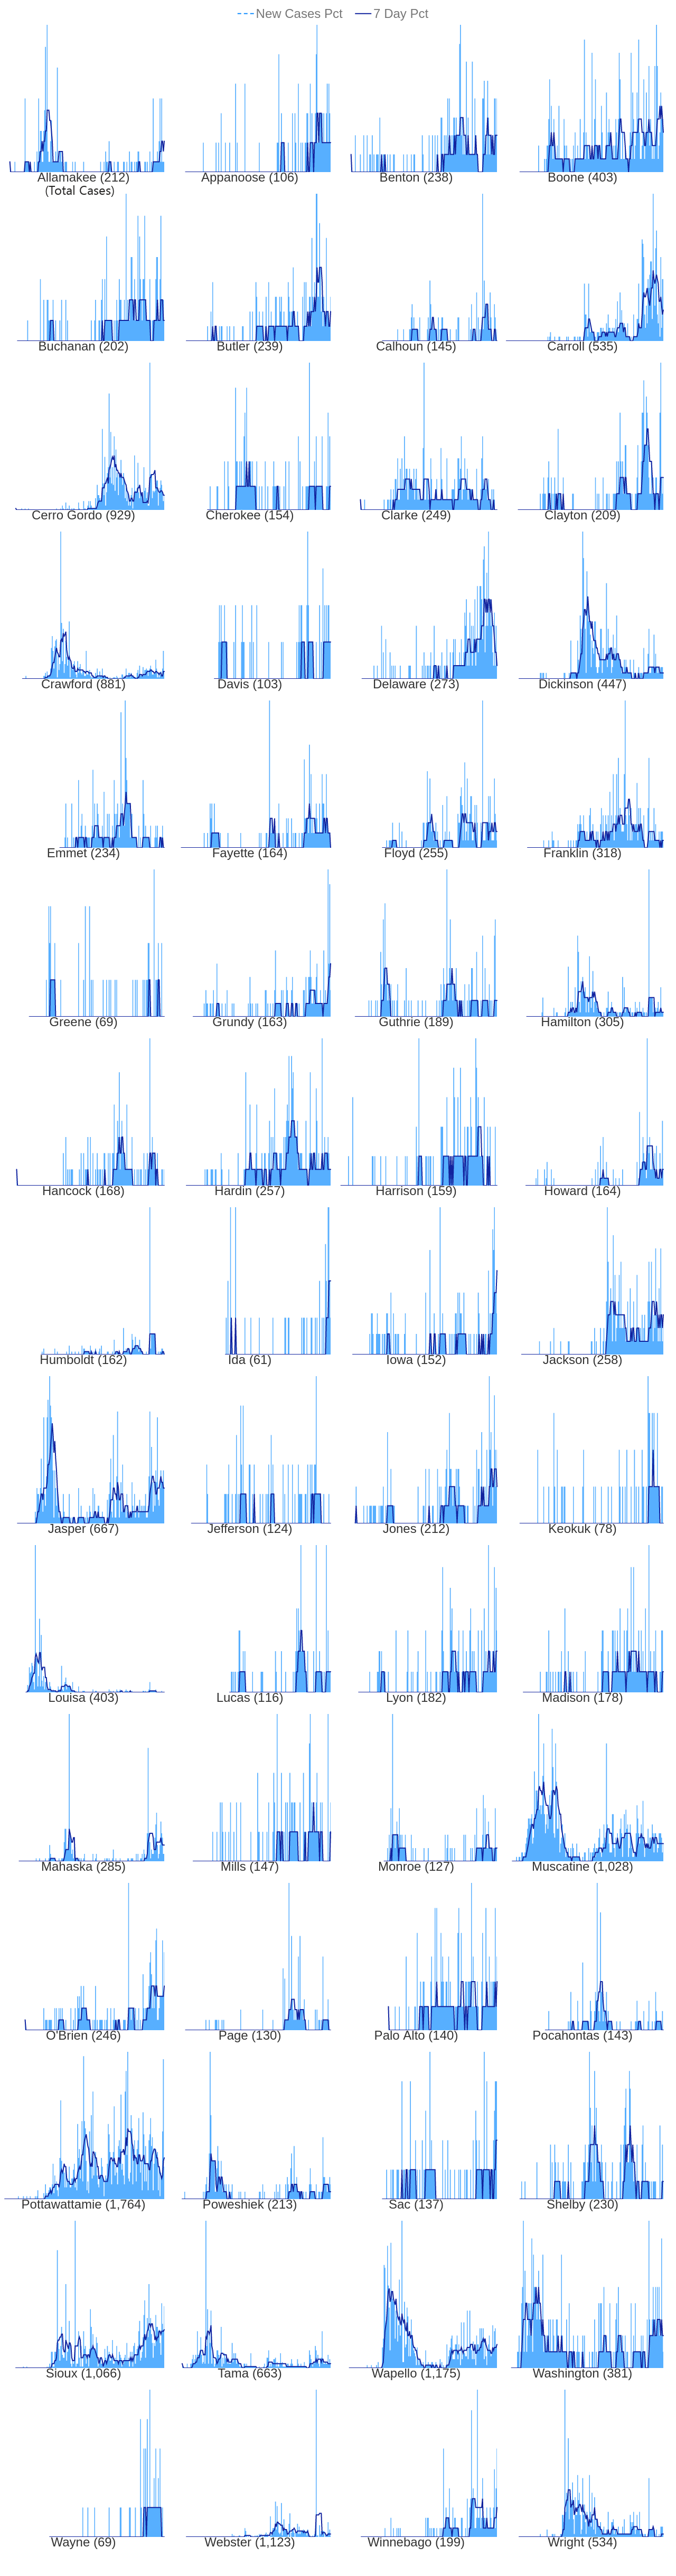 New Cases Pct 7 Day Pct
Allamakee (212) Appanoose (106) Benton (238) Boone (403)
(Total Cases)
Buchanan (202) Butler (239) Calhoun (145) Carroll (535)
Cerro Gordo (929) Cherokee (154) Clarke (249) Clayton (209)
Crawford (881) Davis (103) Delaware (273) Dickinson (447)
Emmet (234) Fayette (164) Floyd (255) Franklin (318)
Greene (69) Grundy (163) Guthrie (189) Hamilton (305)
Hancock (168) Hardin (257) Harrison (159) Howard (164)
Humboldt (162) Ida (61) Iowa (152) Jackson (258)
Jasper (667) Jefferson (124) Jones (212) Keokuk (78)
Louisa (403) Lucas (116) Lyon (182) Madison (178)
Mahaska (285) Mills (147) Monroe (127) Muscatine (1,028)
O'Brien (246) Page (130) Palo Alto (140) Pocahontas (143)
Pottawattamie (1,764) Poweshiek (213) Sac (137) Shelby (230)
Sioux (1,066) Tama (663) Wapello (1,175) Washington (381)
Wayne (69) Webster (1,123) Winnebago (199) Wright (534)